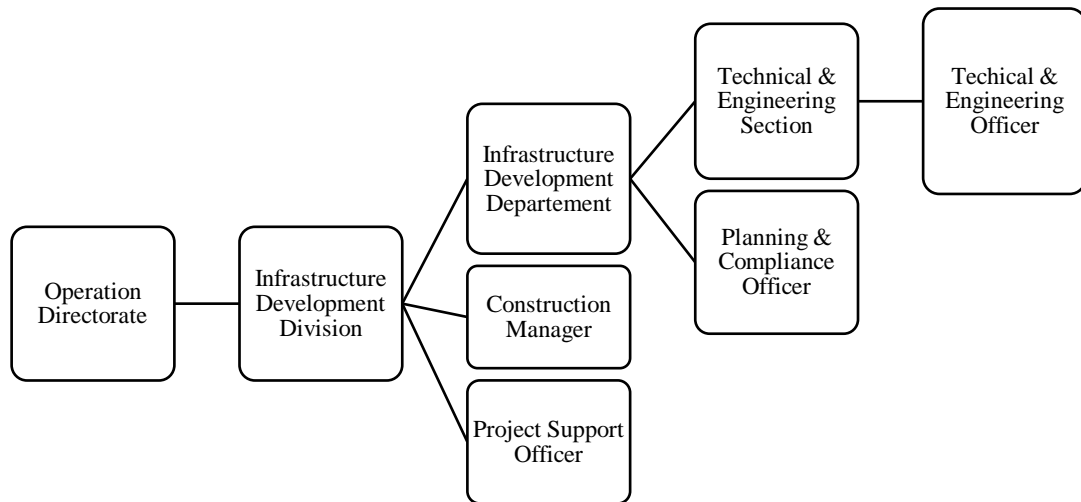 Operation
Directorate
Infrastructure
Development
Division
Infrastructure
Development
Departement
Construction
Manager
Project Support
Officer
Technical &
Engineering
Section
Planning &
Compliance
Officer
Techical &
Engineering
Officer